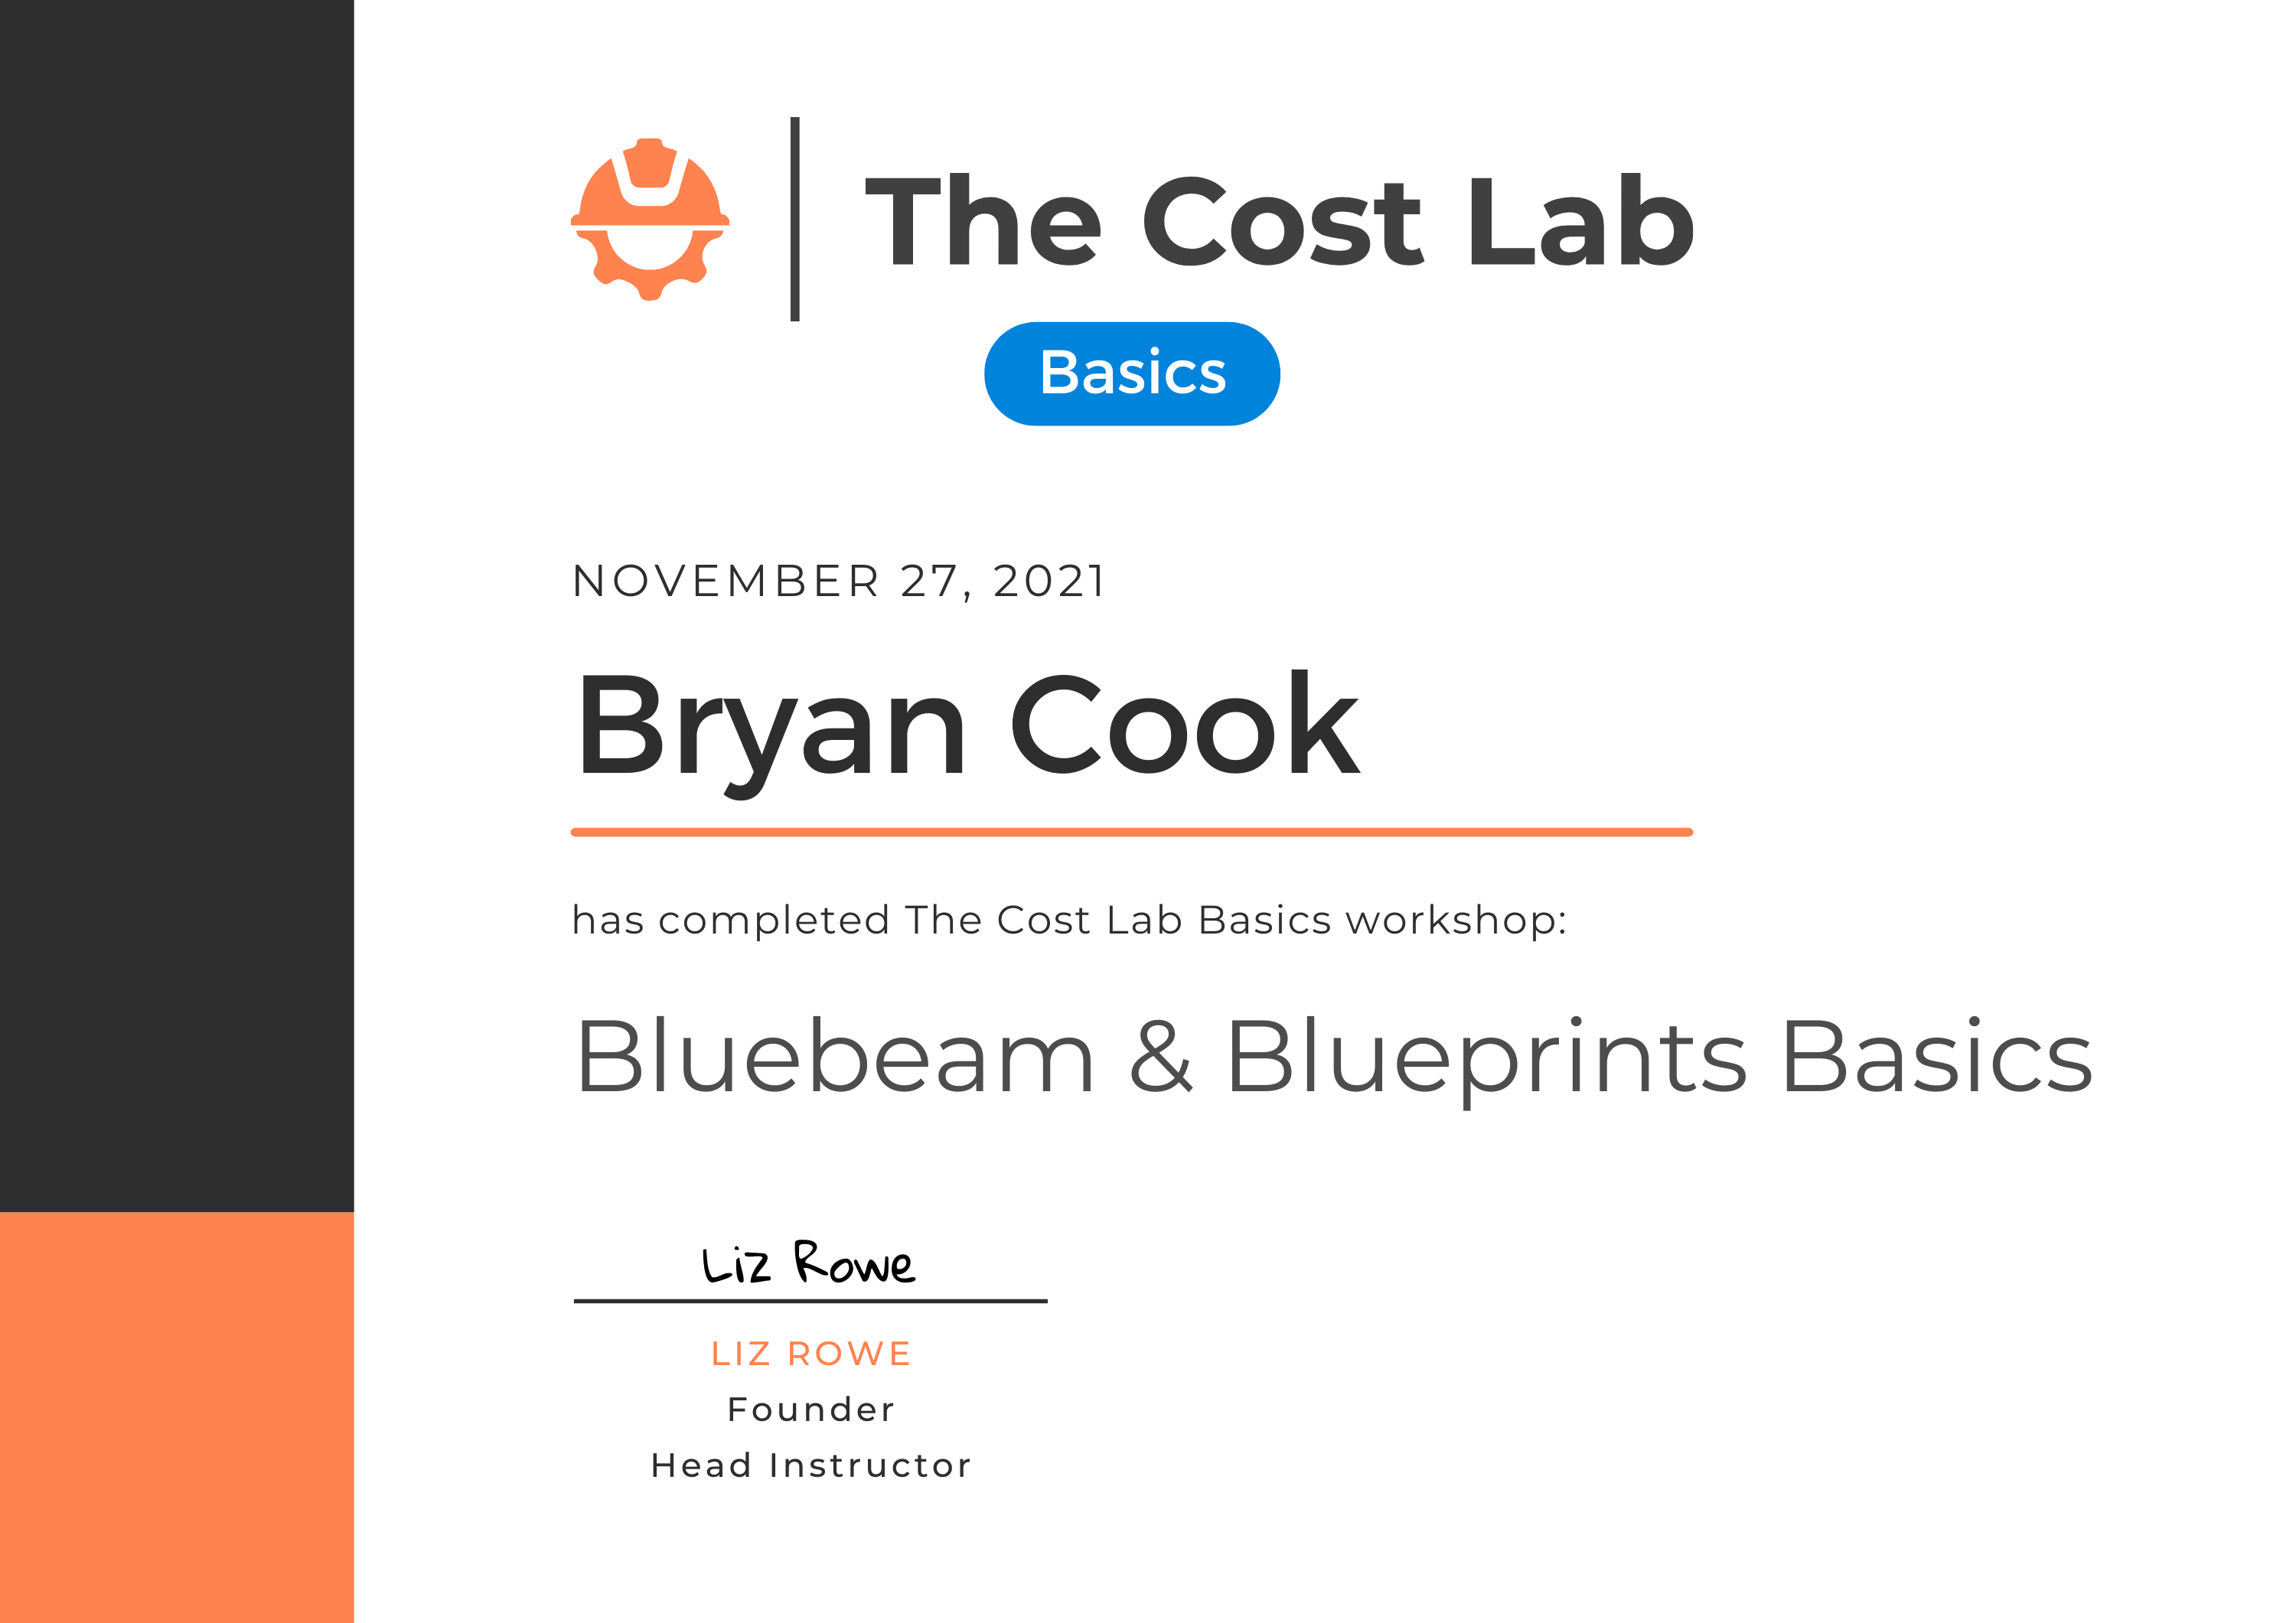 The Cost Lab
Basics
NOVEMBER 27, 2021
Bryan Cook
has completed The Cost Lab Basics workshop:
Bluebeam & Blueprints Basics
Liz Rowe
LIZ ROWE
Founder
Head Instructor